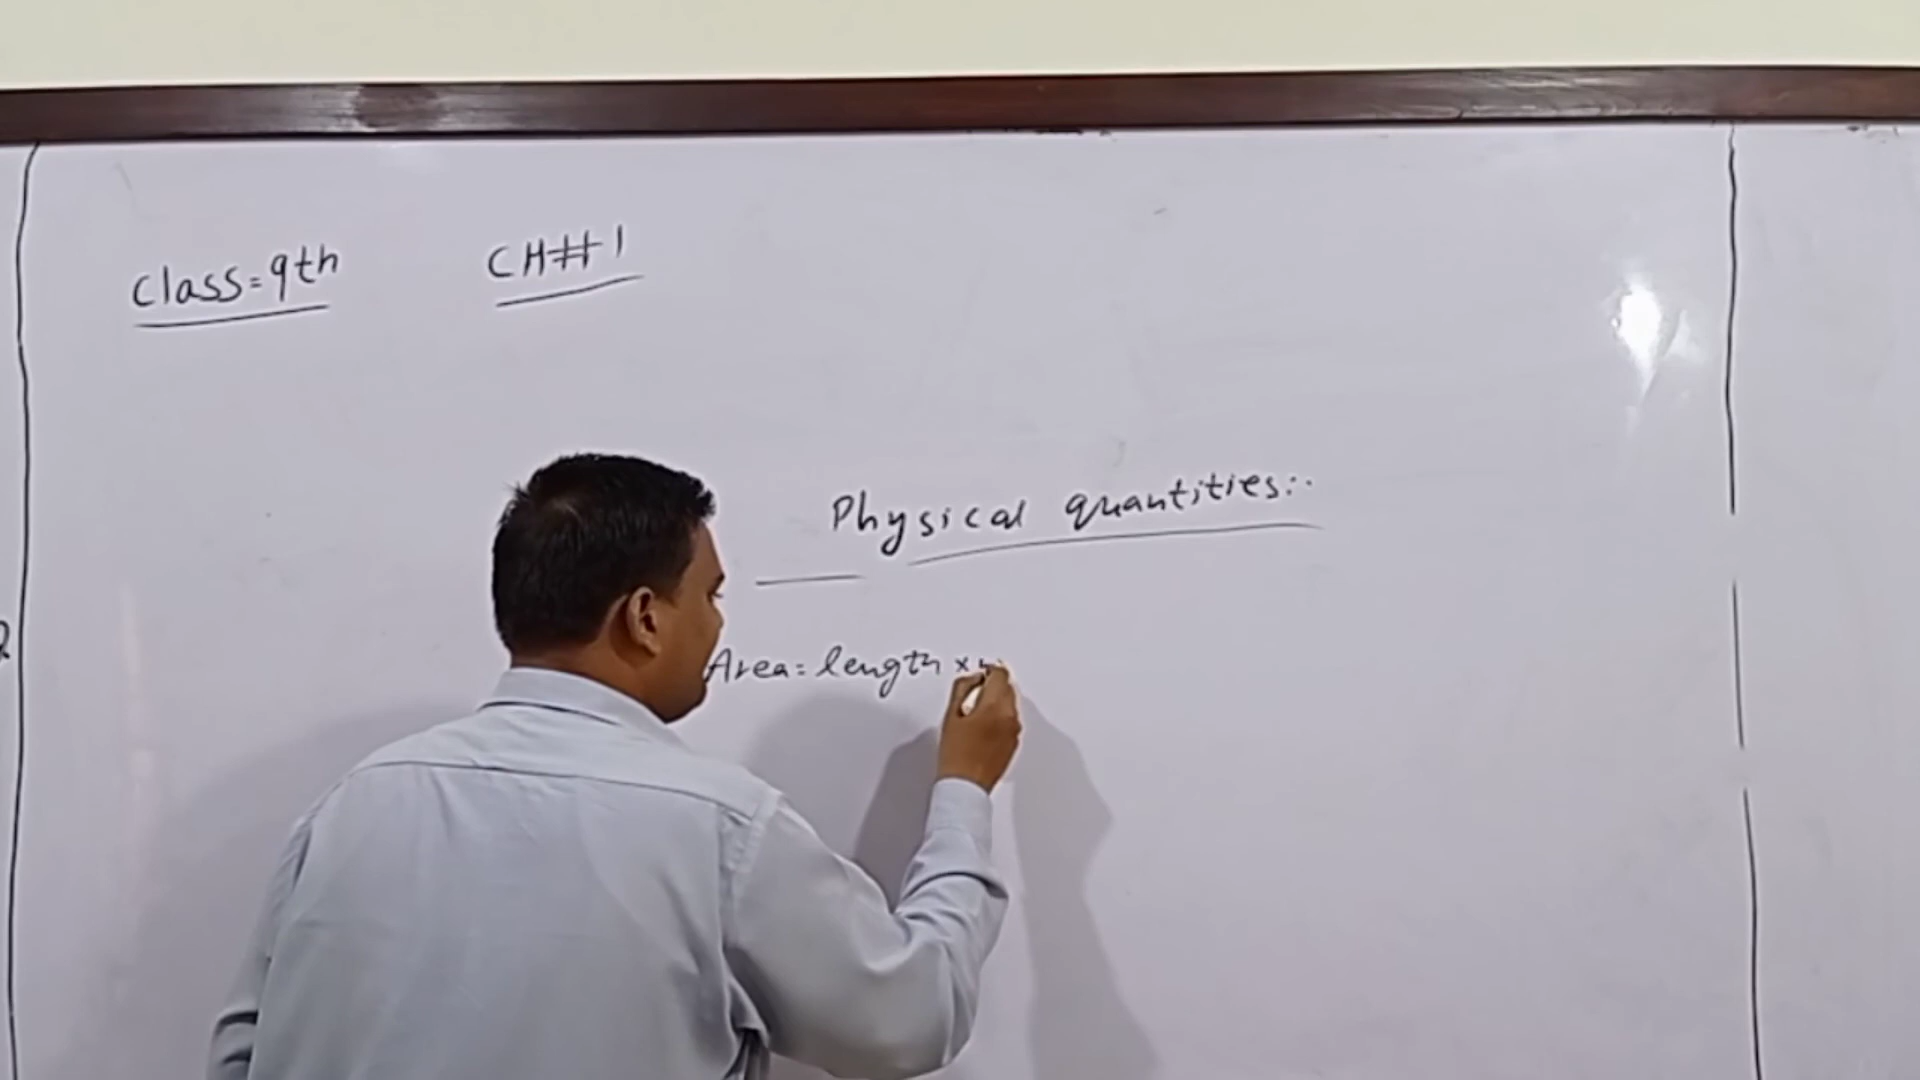 Class=9th CH#1
Physical quantities:.
Area=length ×